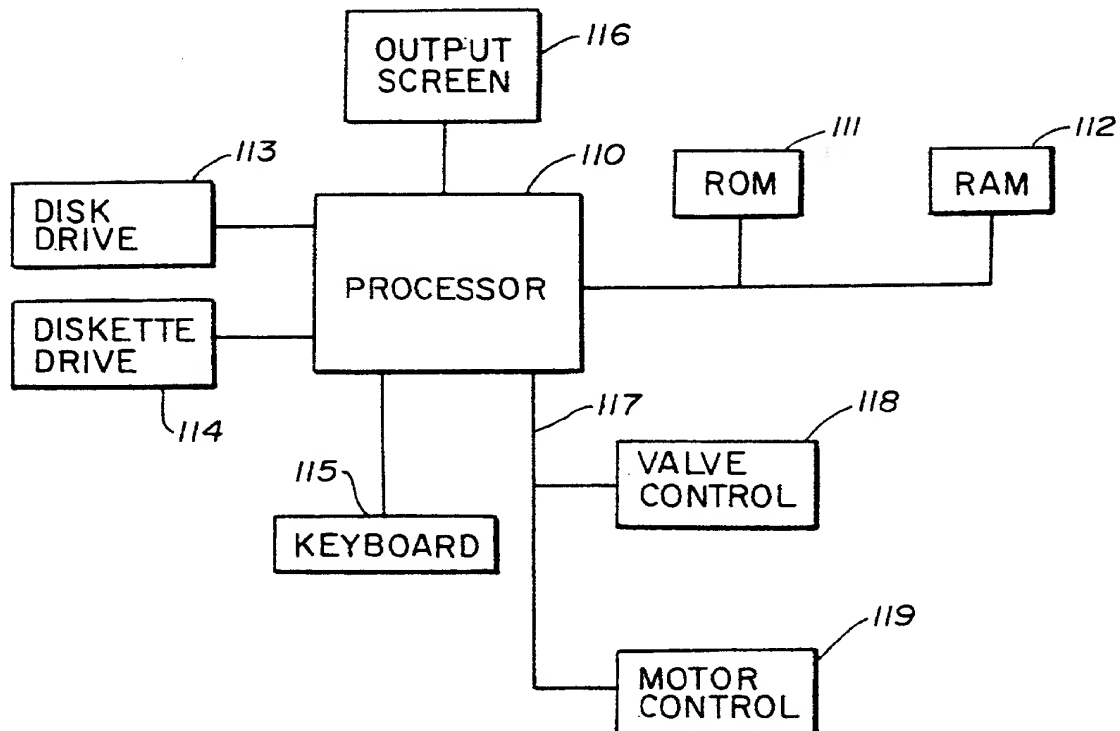 OUTPUT
SCREEN
116
113
110
111
112
DISK
DRIVE
ROM
RAM
PROCESSOR
DISKETTE
DRIVE
114
117
118
115
VALVE
CONTROL
KEYBOARD
119
MOTOR
CONTROL